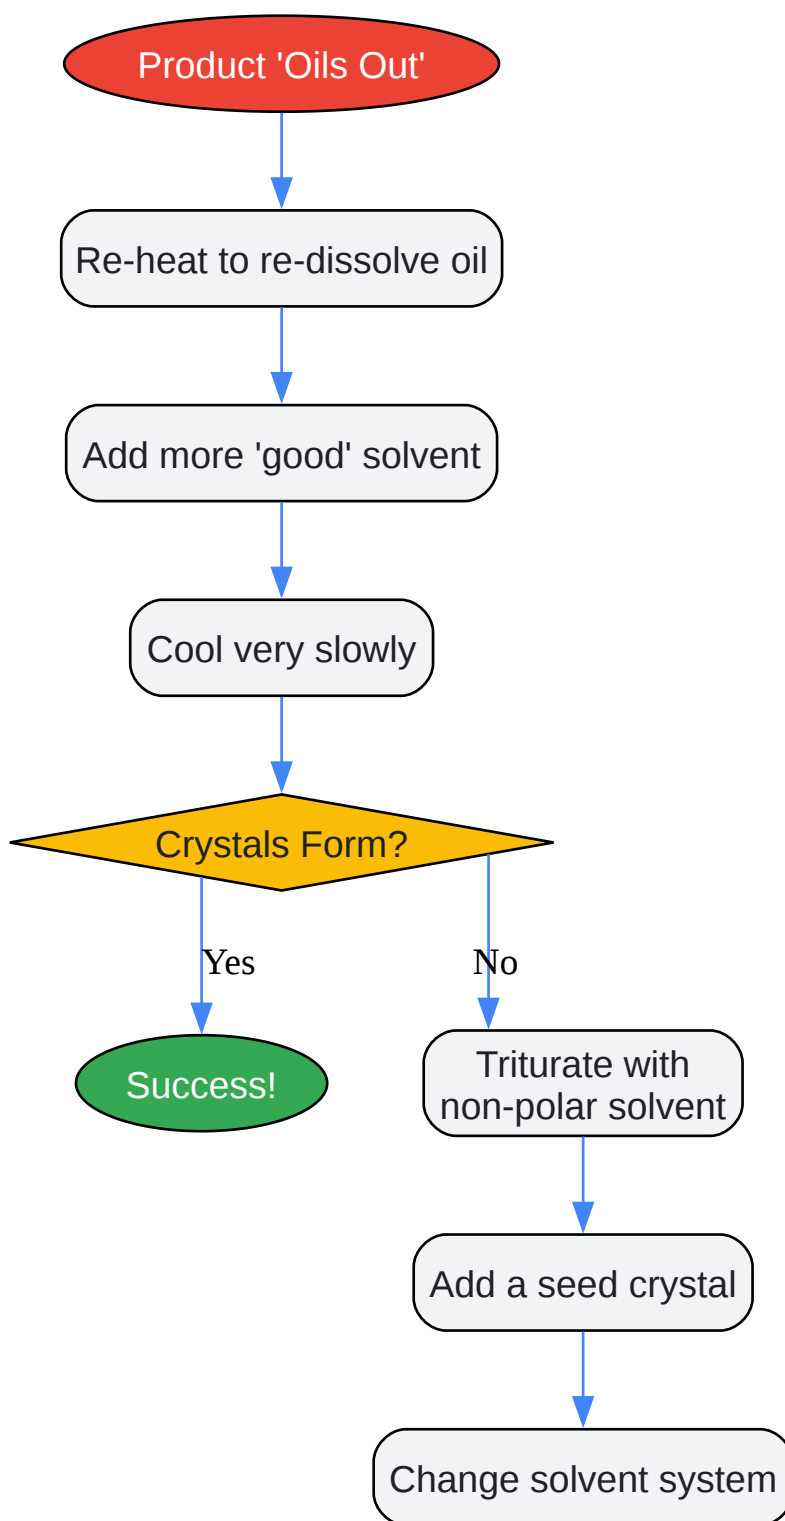 Product 'Oils Out'
Re-heat to re-dissolve oil
Add more 'good' solvent
Cool very slowly
Crystals Form?
Yes
No
Success!
Triturate with
non-polar solvent
Add a seed crystal
Change solvent system